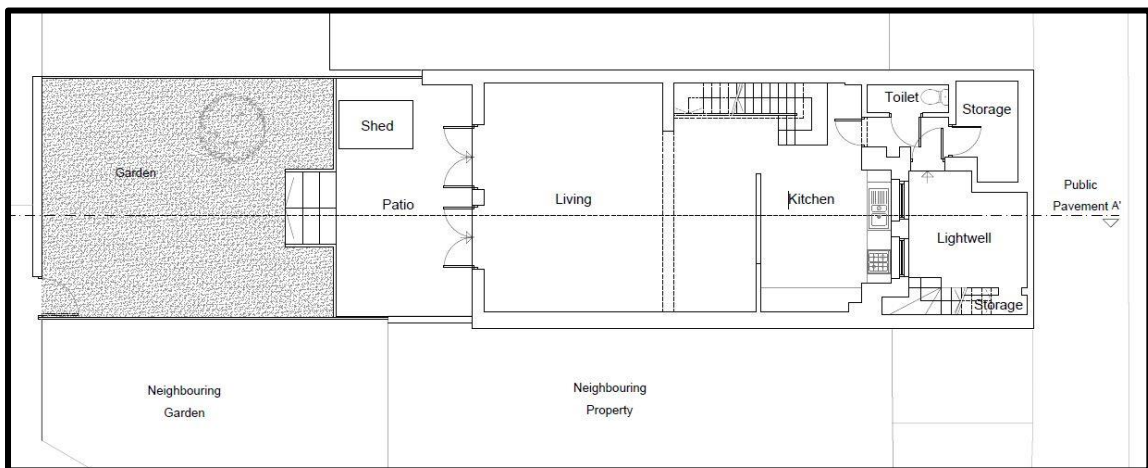 Toilet
Storage
Shed
Garden
Living
Kitchen
Patio
Public
Pavement A'
Lightwell
Storage
Neighbouring
Garden
Neighbouring
Property